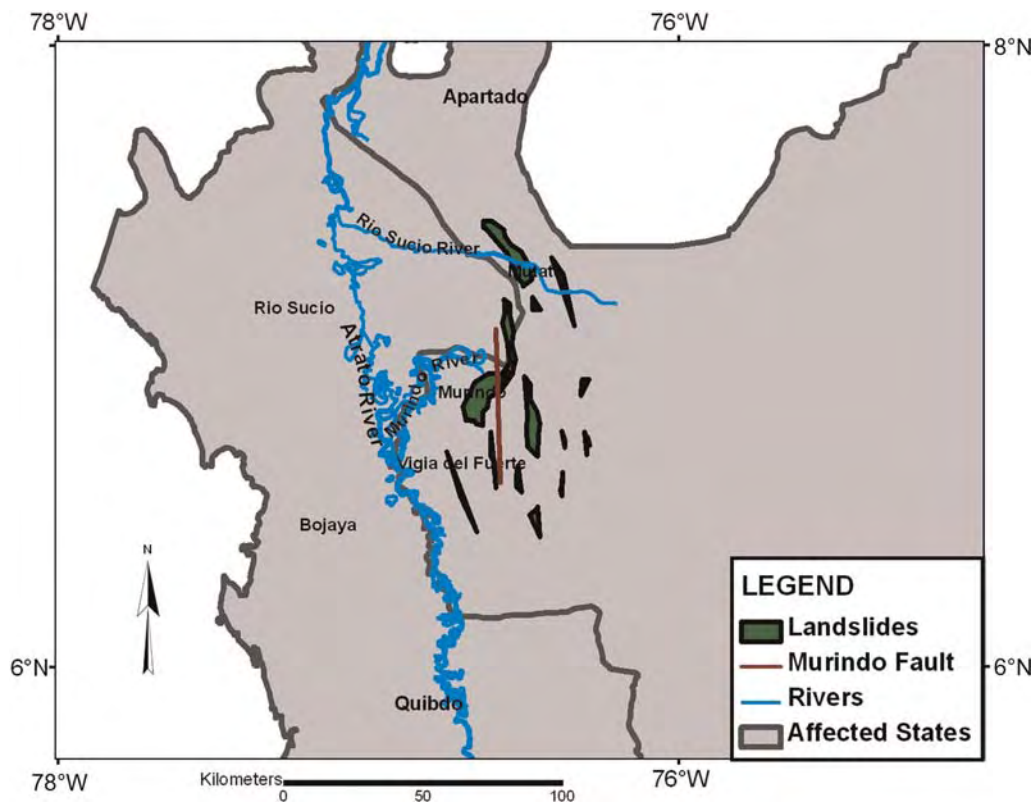 78°W
76°W
8°N
Apartado
Rio Sucio River
Mutat
Rio Sucio
Atrato River
Murindo River
Murindo
Vigia del Fuerte
Bojaya
N
LEGEND
Landslides
Murindo Fault
Rivers
Affected States
6°N
6°N
Quibdo
78°W
76°W
Kilometers
0 50 100